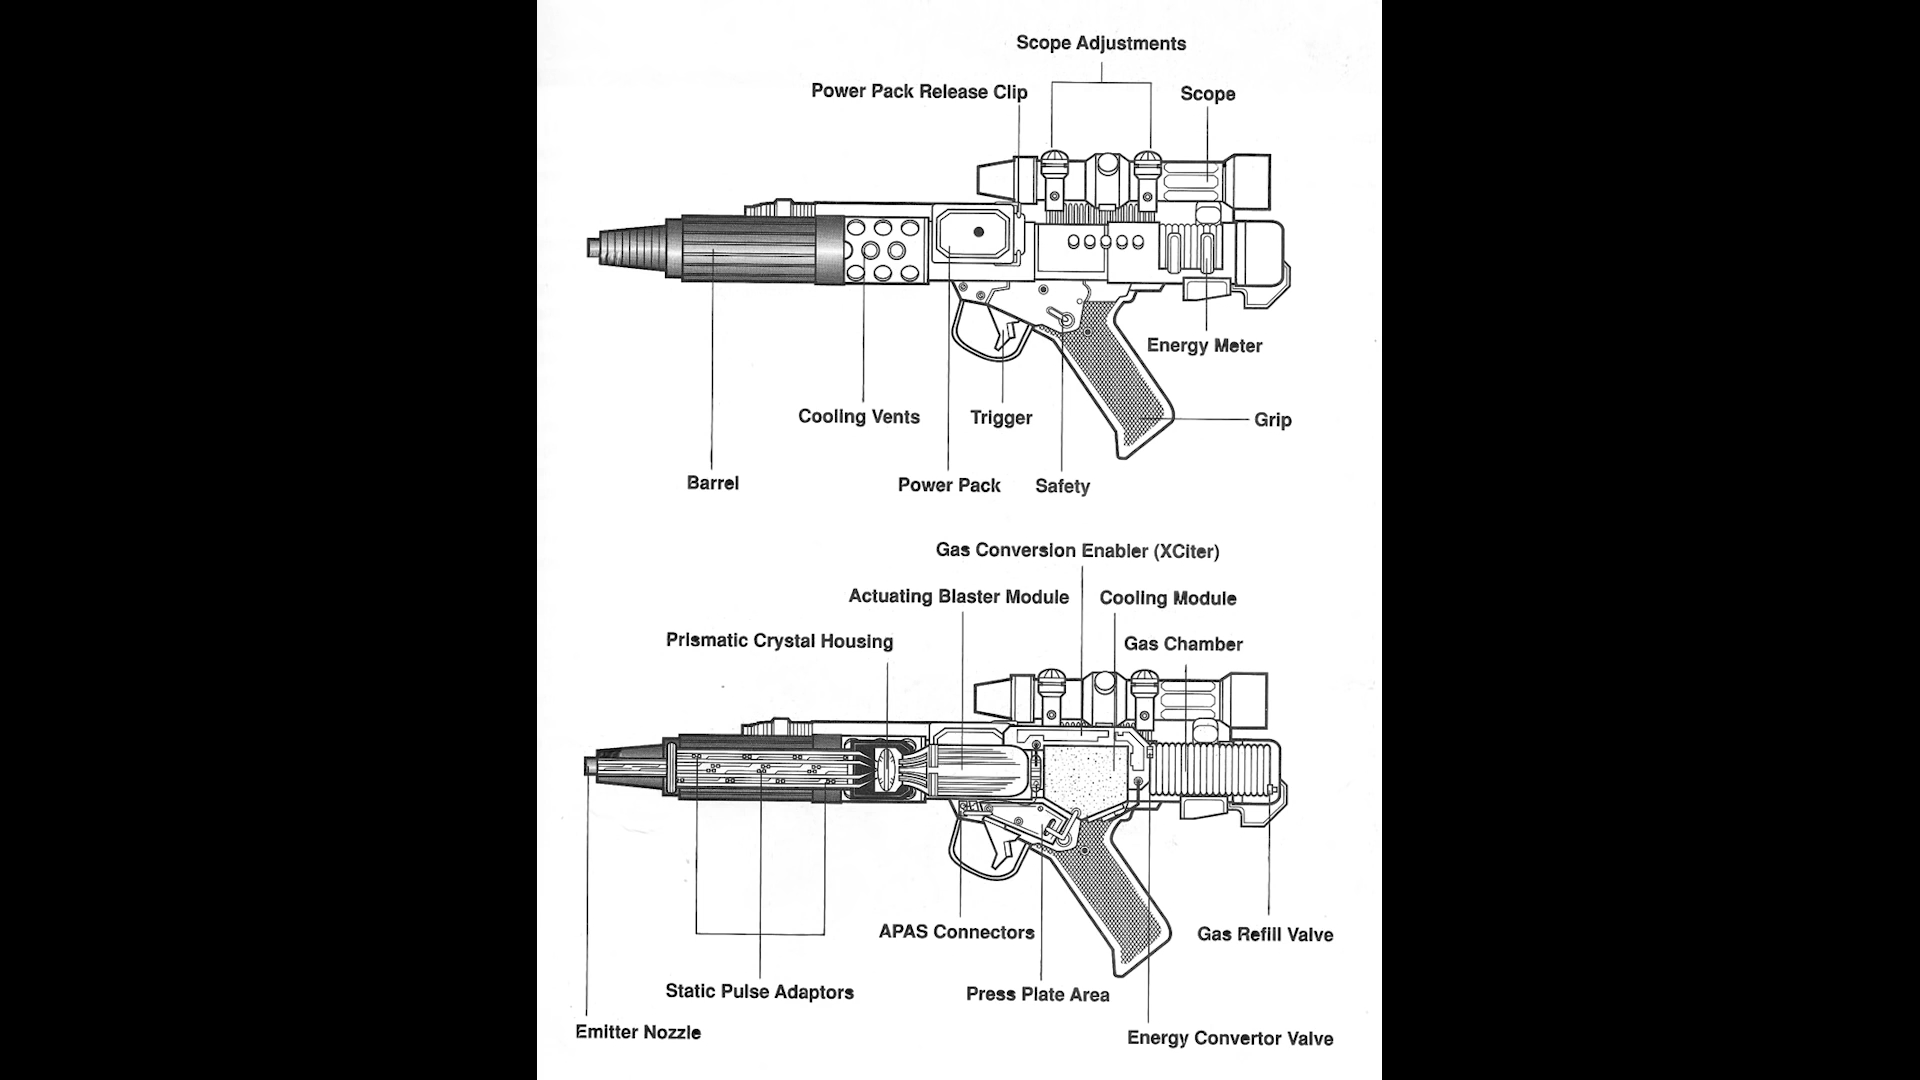 Scope Adjustments
Power Pack Release Clip
Scope
Energy Meter
Cooling Vents
Trigger
Grip
Barrel
Power Pack
Safety
Gas Conversion Enabler (XCiter)
Actuating Blaster Module
Cooling Module
Prismatic Crystal Housing
Gas Chamber
APAS Connectors
Gas Refill Valve
Static Pulse Adaptors
Press Plate Area
Emitter Nozzle
Energy Convertor Valve